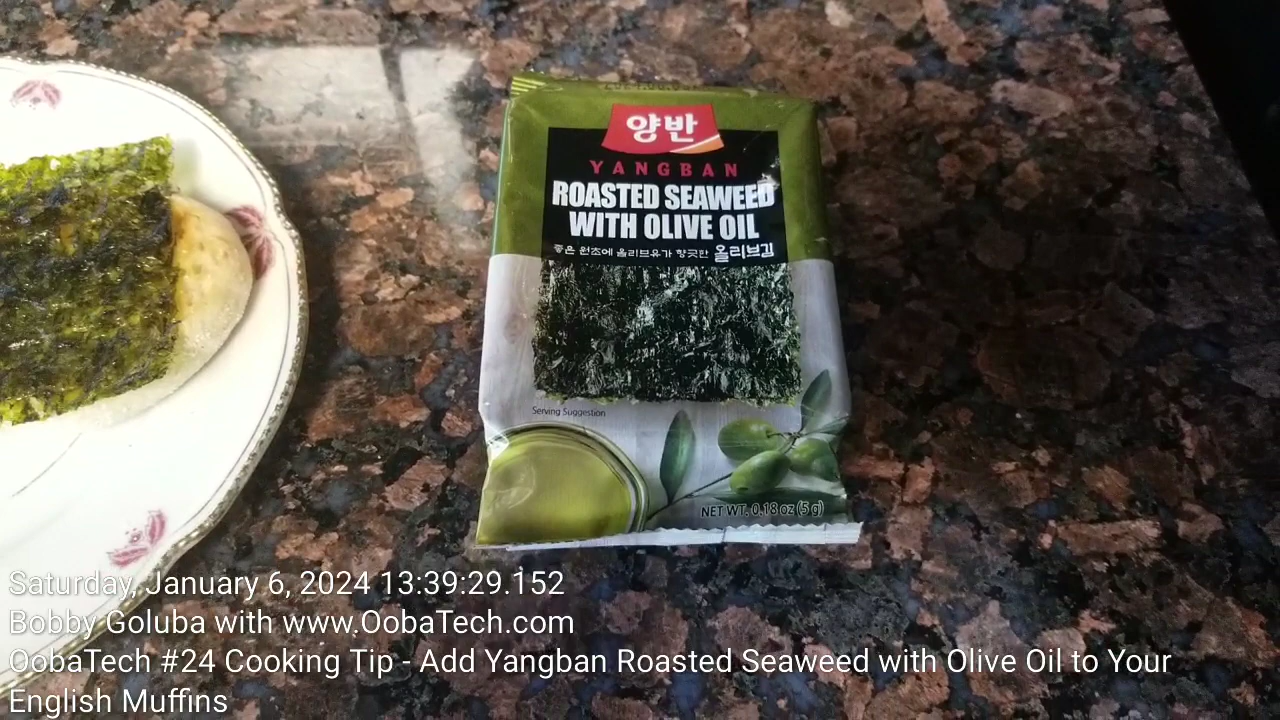 양반
YANGBAN
ROASTED SEAWEED
WITH OLIVE OIL
좋은 원초에 올리브유가 향긋한 올리브김
Serving Suggestion
NET WT. 0.18 oz (5 g)
Saturday, January 6, 2024 13:39:29.152
Bobby Goluba with www.OobaTech.com
OobaTech #24 Cooking Tip - Add Yangban Roasted Seaweed with Olive Oil to Your
English Muffins